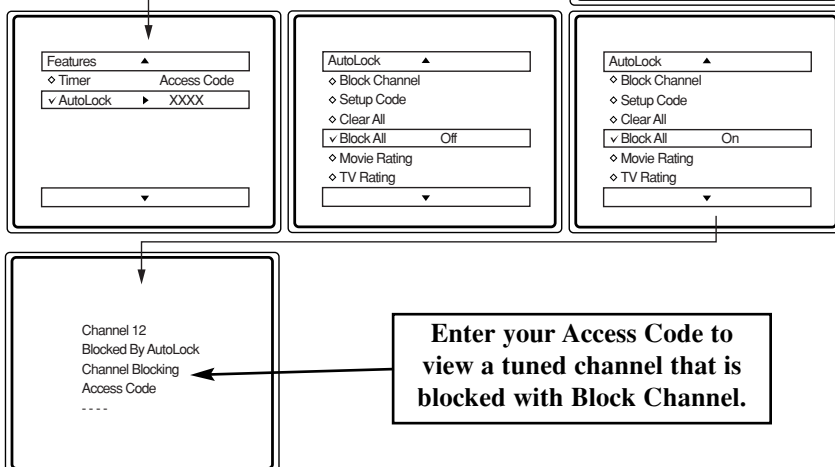 Features
Timer Access Code
AutoLock XXXX
AutoLock
Block Channel
Setup Code
Clear All
Block All Off
Movie Rating
TV Rating
AutoLock
Block Channel
Setup Code
Clear All
Block All On
Movie Rating
TV Rating
Channel 12
Blocked By AutoLock
Channel Blocking
Access Code
- - - -
Enter your Access Code to
view a tuned channel that is
blocked with Block Channel.